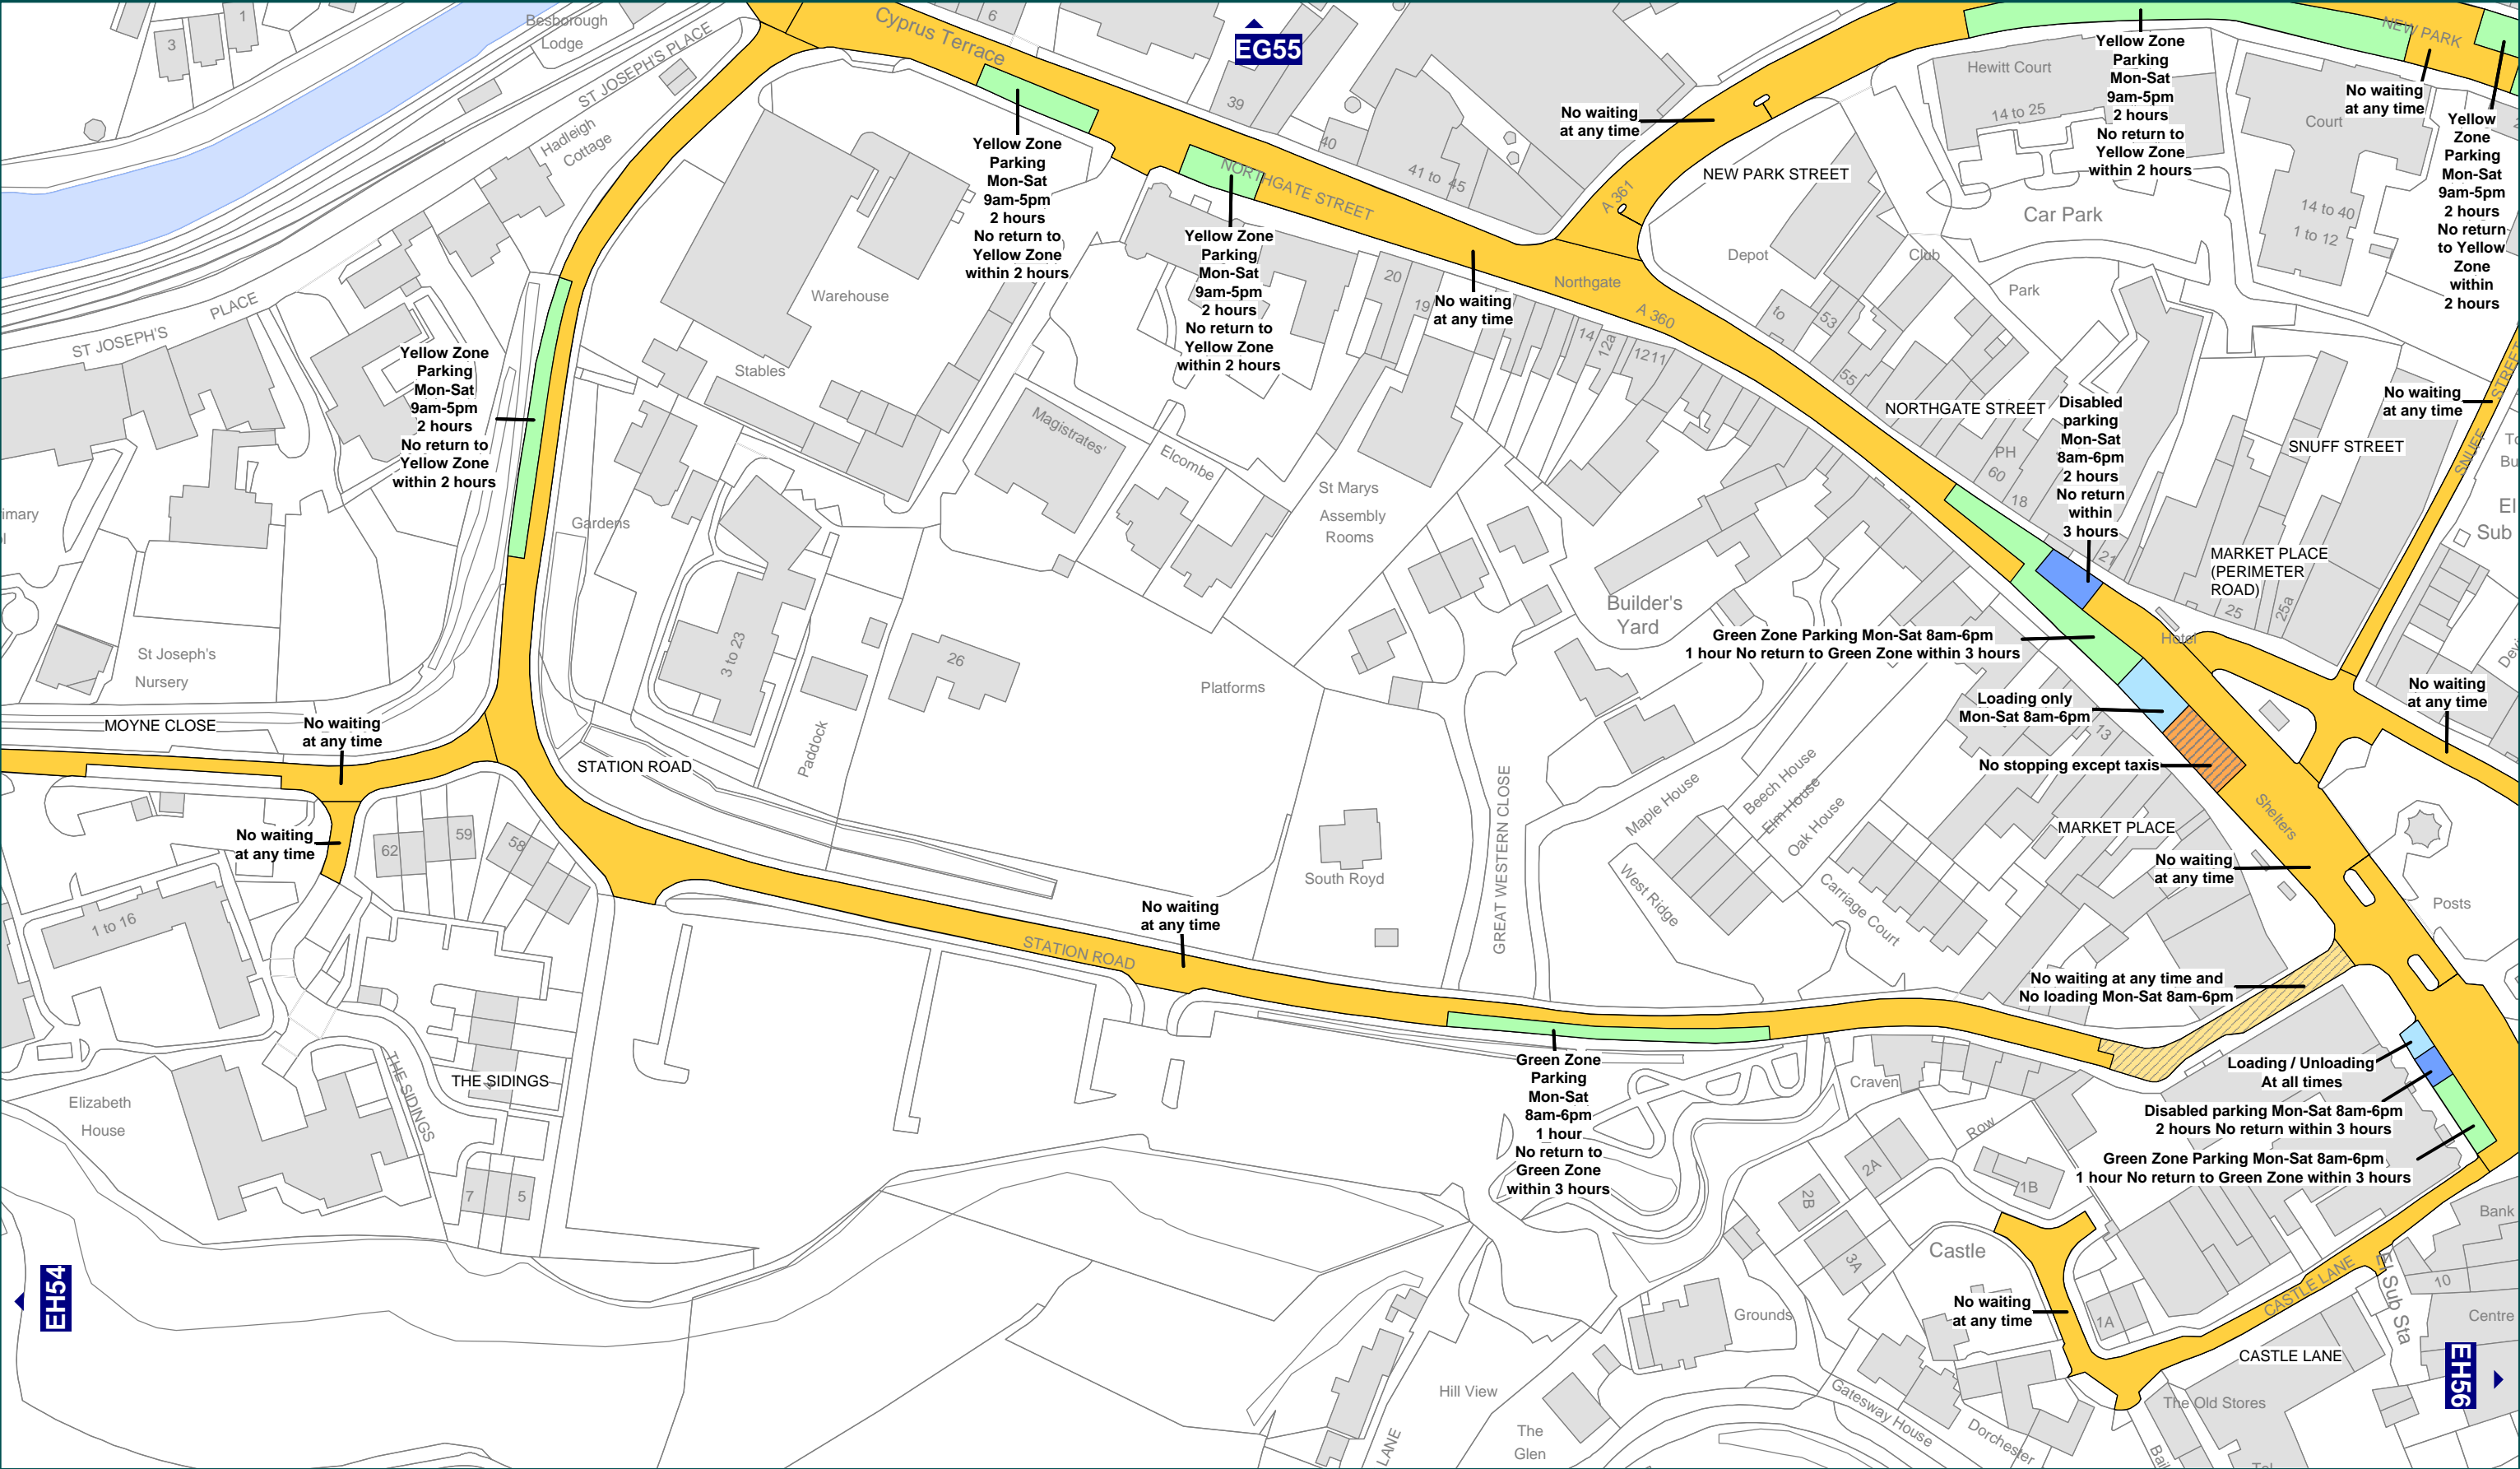 3
1
Besborough
Lodge
ST JOSEPH'S PLACE
Hadleigh
Cottage
Cyprus Terrace
6
EG55
39
40
41 to 45
No waiting
at any time
Hewitt Court
14 to 25
Yellow Zone
Parking
Mon-Sat
9am-5pm
2 hours
No return to
Yellow Zone
within 2 hours
NEW PARK
No waiting
at any time
Court
14 to 40
1 to 12
Yellow
Zone
Parking
Mon-Sat
9am-5pm
2 hours
No return
to Yellow
Zone
within
2 hours
Yellow Zone
Parking
Mon-Sat
9am-5pm
2 hours
No return to
Yellow Zone
within 2 hours
NORTHGATE STREET
Yellow Zone
Parking
Mon-Sat
9am-5pm
2 hours
No return to
Yellow Zone
within 2 hours
A 361
NEW PARK STREET
Car Park
Depot
Club
Park
Northgate
A 360
No waiting
at any time
20
19
14
12a
1211
to
53
55
Warehouse
Stables
ST JOSEPH'S
PLACE
Yellow Zone
Parking
Mon-Sat
9am-5pm
2 hours
No return to
Yellow Zone
within 2 hours
Magistrates'
Elcombe
St Marys
Assembly
Rooms
Gardens
NORTHGATE STREET
PH
60
18
Disabled
parking
Mon-Sat
8am-6pm
2 hours
No return
within
3 hours
21
No waiting
at any time
SNUFF STREET
SNUFF
STREET
MARKET PLACE
(PERIMETER
ROAD)
25
25a
El
Sub
Hotel
imary
St Joseph's
Nursery
3 to 23
26
Paddock
Platforms
Builder's
Yard
Green Zone Parking Mon-Sat 8am-6pm
1 hour No return to Green Zone within 3 hours
Loading only
Mon-Sat 8am-6pm
13
No stopping except taxis
No waiting
at any time
MOYNE CLOSE
No waiting
at any time
STATION ROAD
No waiting
at any time
62
59
58
1 to 16
South Royd
GREAT WESTERN CLOSE
Maple House
Beech House
Elm House
Oak House
West Ridge
Carriage Court
Shelters
MARKET PLACE
No waiting
at any time
Posts
No waiting
at any time
STATION ROAD
No waiting at any time and
No loading Mon-Sat 8am-6pm
THE SIDINGS
THE SIDINGS
Elizabeth
House
7
5
Green Zone
Parking
Mon-Sat
8am-6pm
1 hour
No return to
Green Zone
within 3 hours
Craven
Row
2A
2B
3A
1B
Loading / Unloading
At all times
Disabled parking Mon-Sat 8am-6pm
2 hours No return within 3 hours
Green Zone Parking Mon-Sat 8am-6pm
1 hour No return to Green Zone within 3 hours
Bank
Castle
Grounds
No waiting
at any time
1A
CASTLE LANE
El Sub Sta
10
Centre
EH54
Hill View
The
Glen
LANE
Gatesway House
Dorchester
CASTLE LANE
The Old Stores
EH56